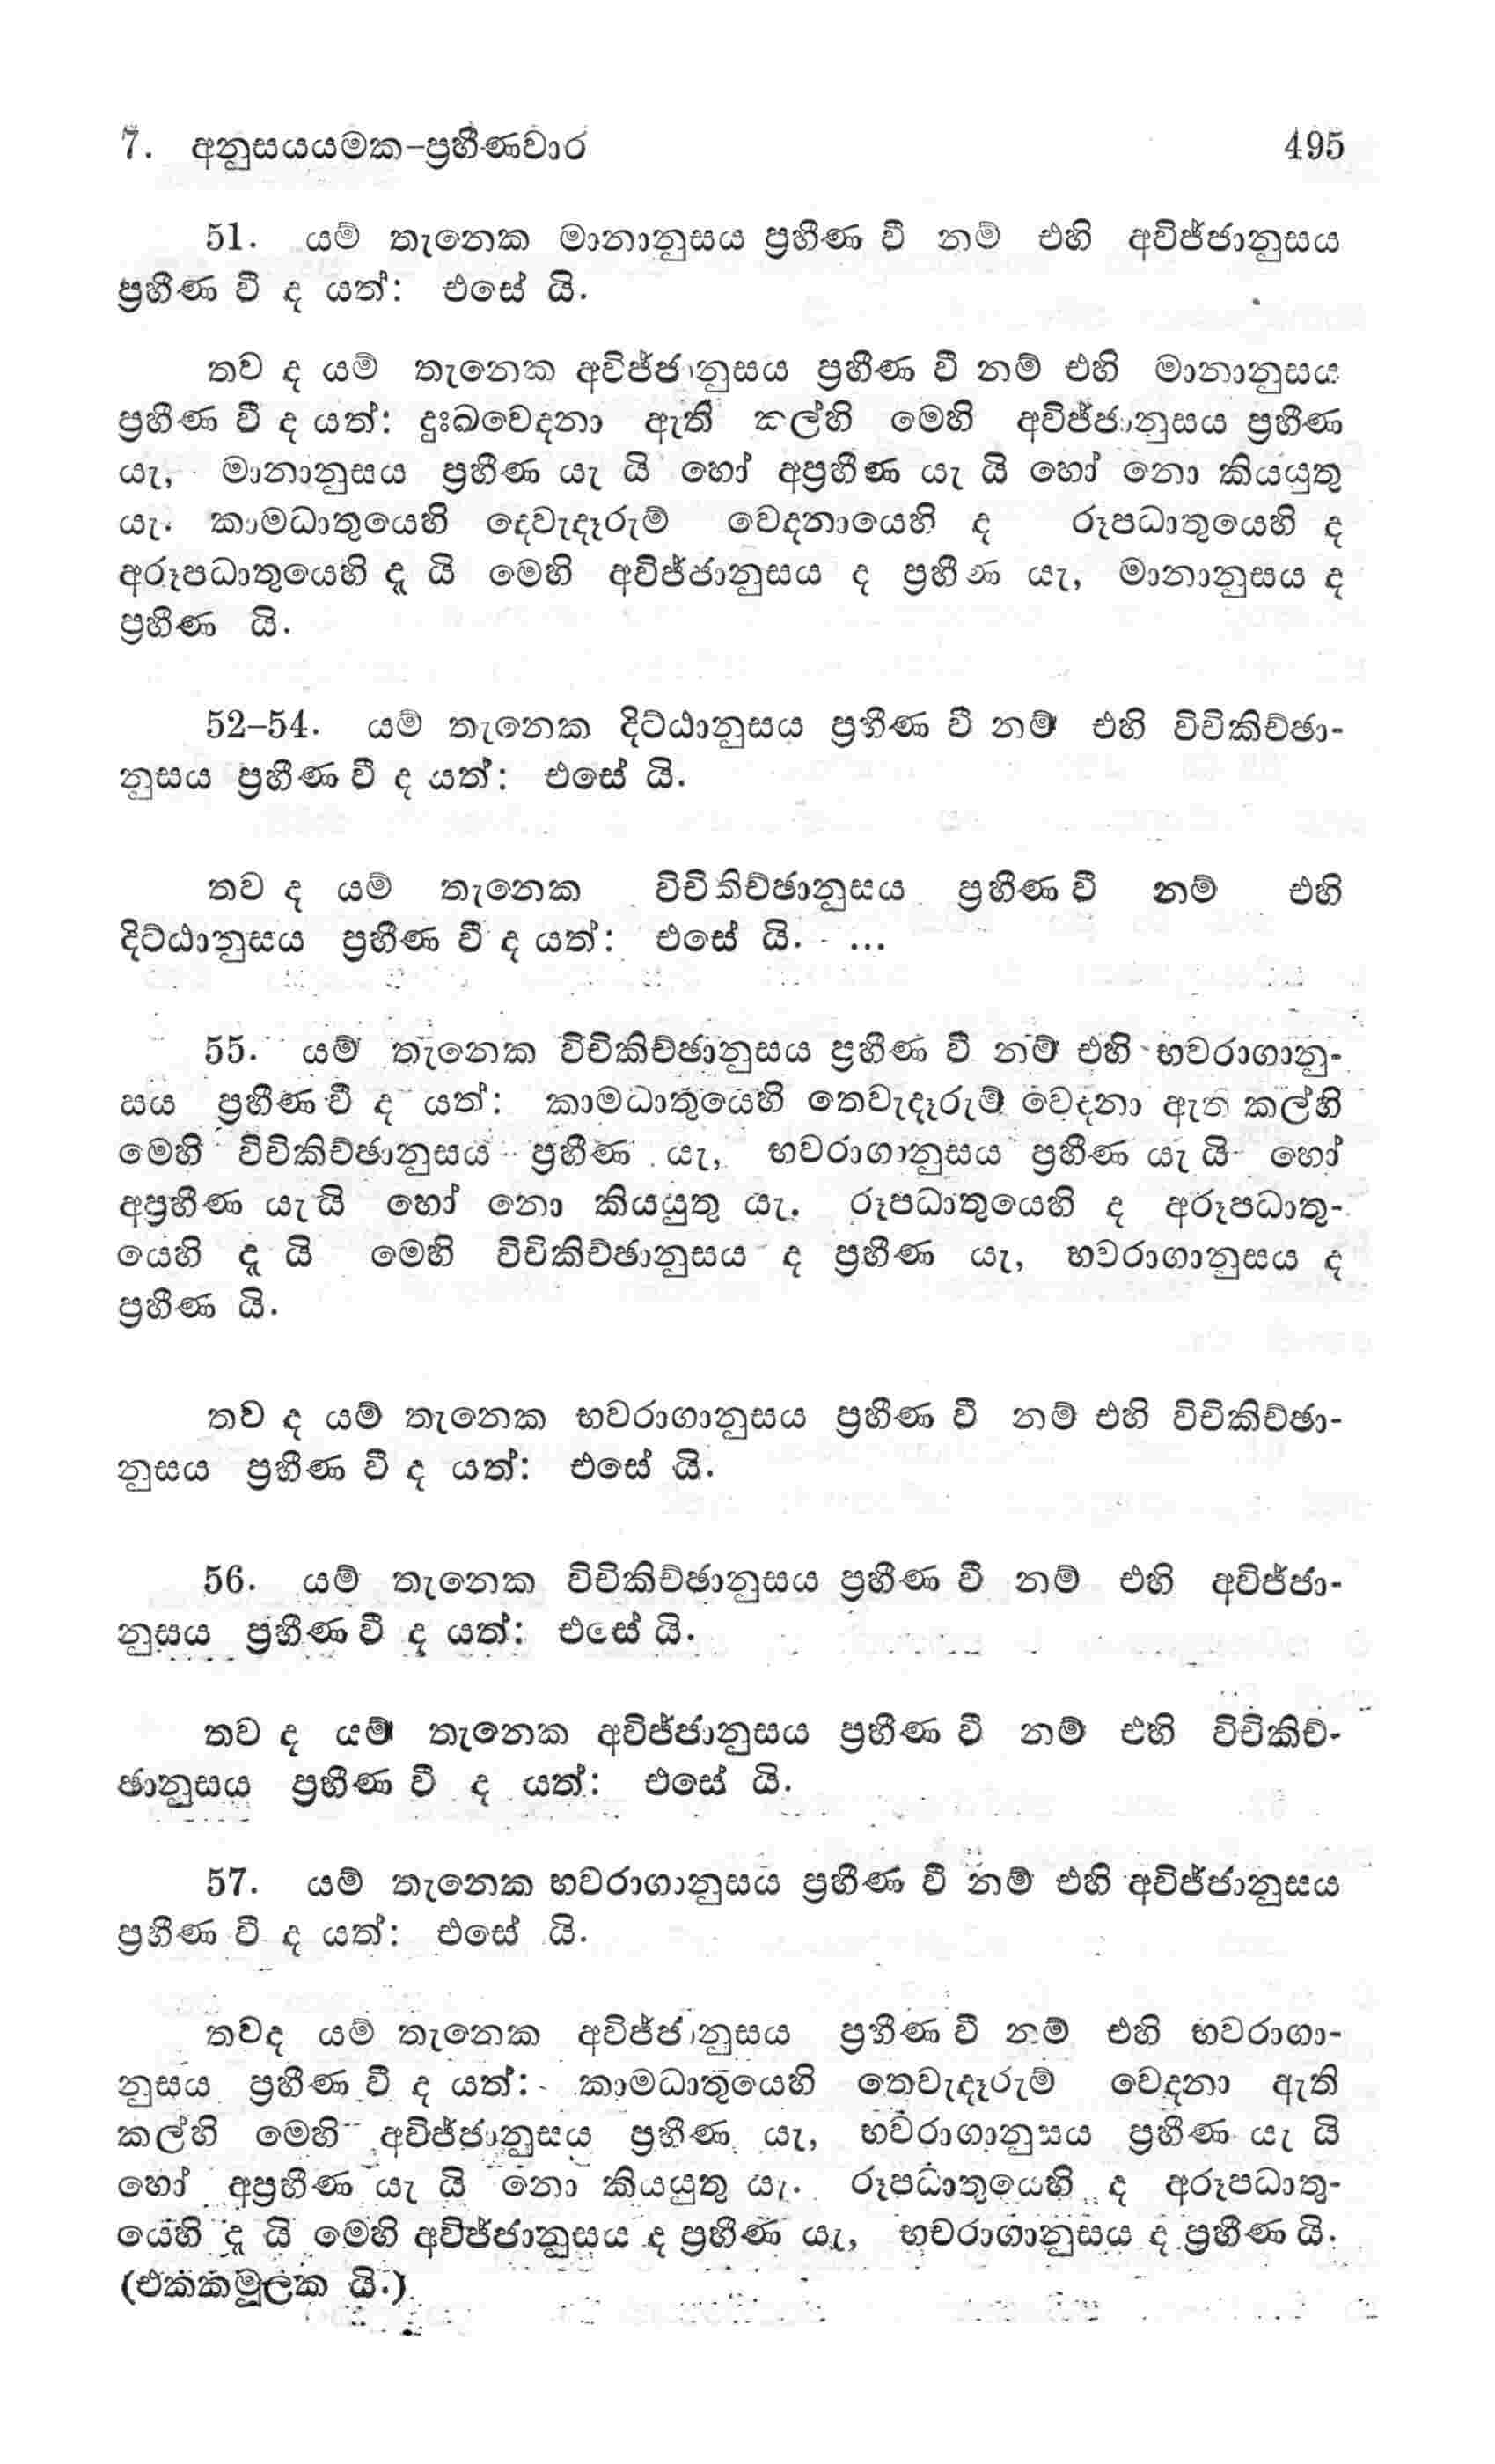 7. අනුසයයමක-ප්‍රහීණවාර 495
51. යම් තැනෙක මානානුසය ප්‍රහීණ වී නම් එහි අවිජ්ජානුසය
ප්‍රහීණ වී ද යත්: එසේ යි.
තව ද යම් තැනෙක අවිජ්ජානුසය ප්‍රහීණ වී නම් එහි මානානුසය
ප්‍රහීණ වී ද යත්: දුඃඛවෙදනා ඇති කල්හි මෙහි අවිජ්ජානුසය ප්‍රහීණ
යැ, මානානුසය ප්‍රහීණ යැ යි හෝ අප්‍රහීණ යැ යි හෝ නො කියයුතු
යැ. කාමධාතුයෙහි දෙවැදෑරුම් වෙදනායෙහි ද රූපධාතුයෙහි ද
අරූපධාතුයෙහි දැ යි මෙහි අවිජ්ජානුසය ද ප්‍රහීණ යැ, මානානුසය ද
ප්‍රහීණ යි.
52–54. යම් තැනෙක දිට්ඨානුසය ප්‍රහීණ වී නම් එහි විචිකිච්ඡා-
නුසය ප්‍රහීණ වී ද යත්: එසේ යි.
තව ද යම් තැනෙක විචිකිච්ඡානුසය ප්‍රහීණ වී නම් එහි
දිට්ඨානුසය ප්‍රහීණ වී ද යත්: එසේ යි. ...
55. යම් තැනෙක විචිකිච්ඡානුසය ප්‍රහීණ වී නම් එහි භවරාගානු-
සය ප්‍රහීණ වී ද යත්: කාමධාතුයෙහි තෙවැදෑරුම් වෙදනා ඇති කල්හි
මෙහි විචිකිච්ඡානුසය ප්‍රහීණ යැ, භවරාගානුසය ප්‍රහීණ යැ යි හෝ
අප්‍රහීණ යැ යි හෝ නො කියයුතු යැ. රූපධාතුයෙහි ද අරූපධාතු-
යෙහි දැ යි මෙහි විචිකිච්ඡානුසය ද ප්‍රහීණ යැ, භවරාගානුසය ද
ප්‍රහීණ යි.
තව ද යම් තැනෙක භවරාගානුසය ප්‍රහීණ වී නම් එහි විචිකිච්ඡා-
නුසය ප්‍රහීණ වී ද යත්: එසේ යි.
56. යම් තැනෙක විචිකිච්ඡානුසය ප්‍රහීණ වී නම් එහි අවිජ්ජා-
නුසය ප්‍රහීණ වී ද යත්: එසේ යි.
තව ද යම් තැනෙක අවිජ්ජානුසය ප්‍රහීණ වී නම් එහි විචිකිච්-
ඡානුසය ප්‍රහීණ වී ද යත්: එසේ යි.
57. යම් තැනෙක භවරාගානුසය ප්‍රහීණ වී නම් එහි අවිජ්ජානුසය
ප්‍රහීණ වී ද යත්: එසේ යි.
තවද යම් තැනෙක අවිජ්ජානුසය ප්‍රහීණ වී නම් එහි භවරාගා-
නුසය ප්‍රහීණ වී ද යත්: කාමධාතුයෙහි තෙවැදෑරුම් වෙදනා ඇති
කල්හි මෙහි අවිජ්ජානුසය ප්‍රහීණ යැ, භවරාගානුසය ප්‍රහීණ යැ යි
හෝ අප්‍රහීණ යැ යි නො කියයුතු යැ. රූපධාතුයෙහි ද අරූපධාතු-
යෙහි දැ යි මෙහි අවිජ්ජානුසය ද ප්‍රහීණ යැ, භවරාගානුසය ද ප්‍රහීණ යි.
(එකකමූලක යි.)